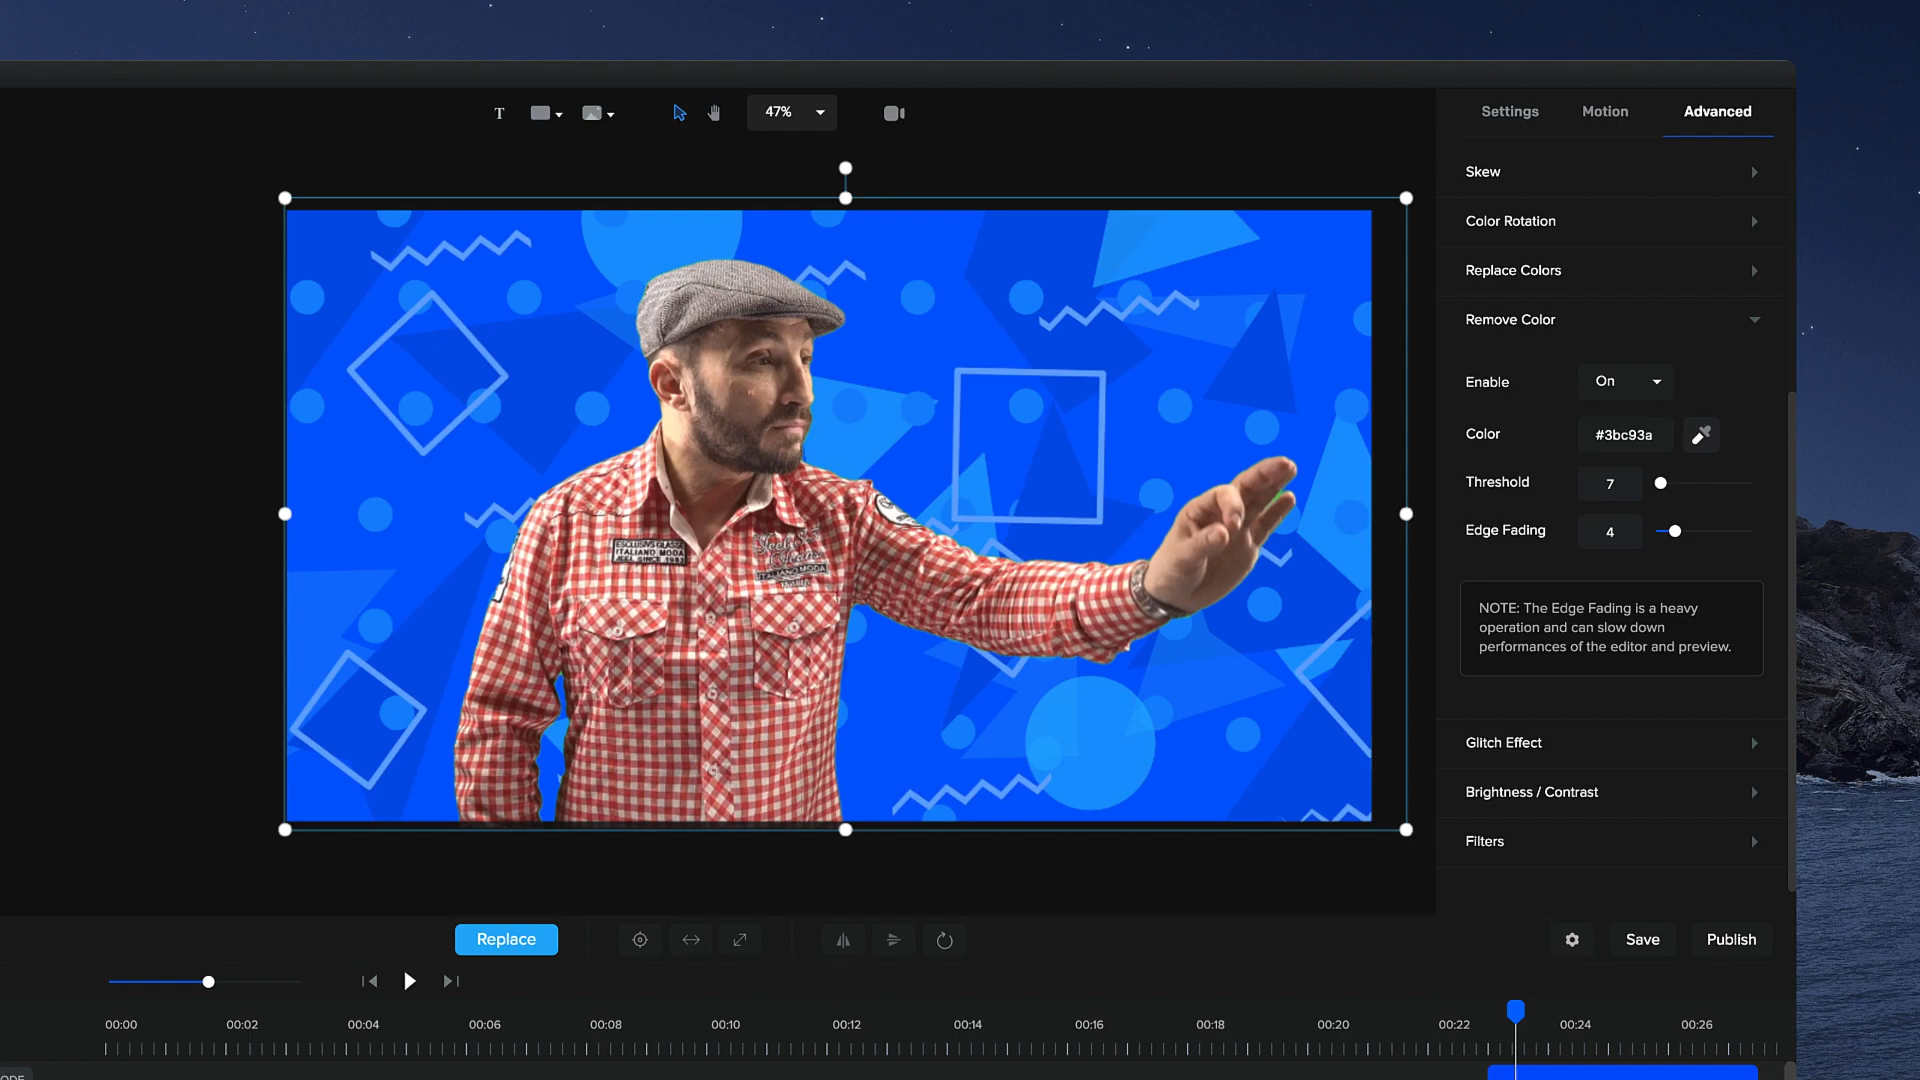 T
47%
Settings Motion Advanced
Skew
Color Rotation
Replace Colors
Remove Color
Enable On
Color #3bc93a
Threshold 7
Edge Fading 4
NOTE: The Edge Fading is a heavy
operation and can slow down
performances of the editor and preview.
Glitch Effect
Brightness / Contrast
Filters
ITALIANO MODA
ITALIANO MODA
Replace
Save Publish
00:00 00:02 00:04 00:06 00:08 00:10 00:12 00:14 00:16 00:18 00:20 00:22 00:24 00:26